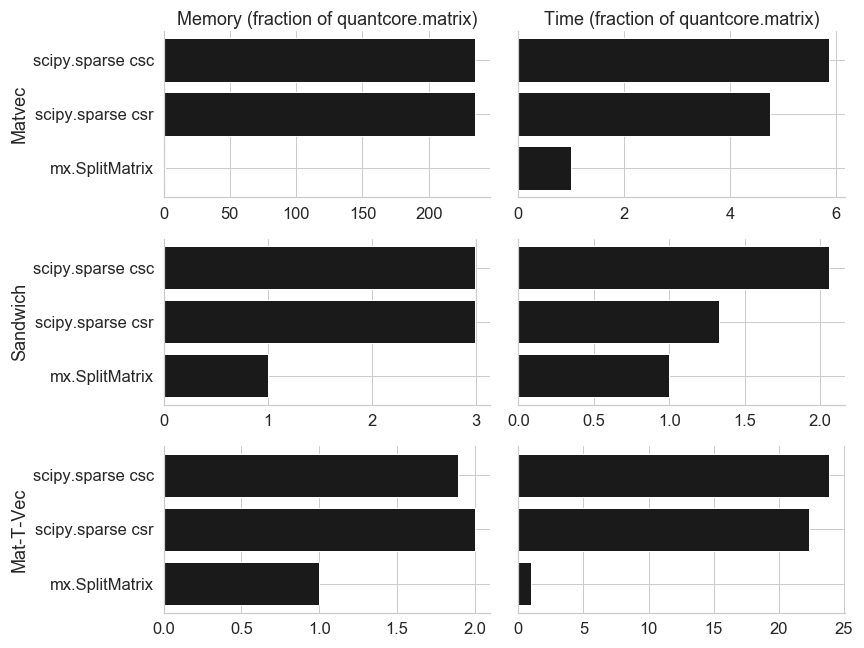 Memory (fraction of quantcore.matrix)
Time (fraction of quantcore.matrix)
Matvec
scipy.sparse csc
scipy.sparse csr
mx.SplitMatrix
0 50 100 150 200
0 2 4 6
Sandwich
scipy.sparse csc
scipy.sparse csr
mx.SplitMatrix
0 1 2 3
0.0 0.5 1.0 1.5 2.0
Mat-T-Vec
scipy.sparse csc
scipy.sparse csr
mx.SplitMatrix
0.0 0.5 1.0 1.5 2.0
0 5 10 15 20 25